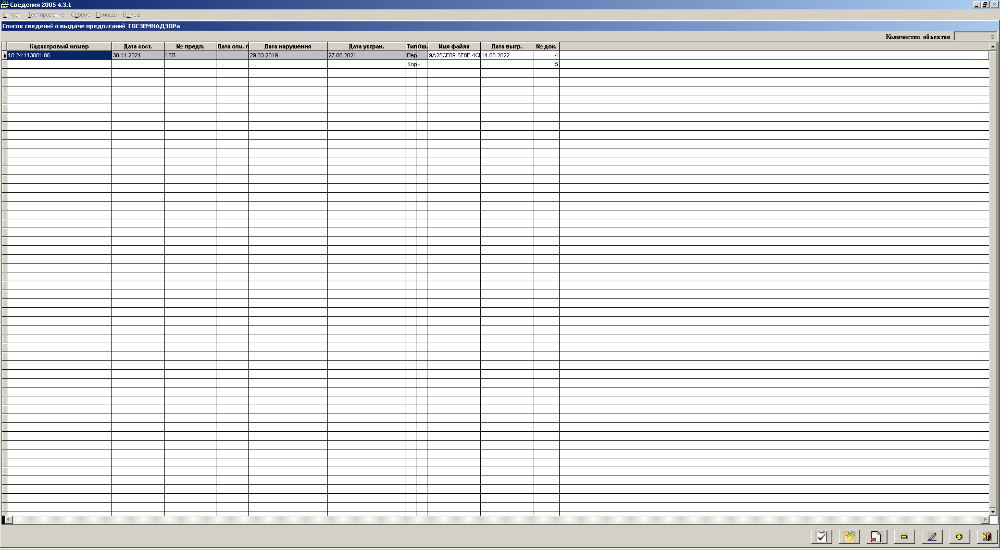 Сведения 2005 4.3.1
Список Тестирование Сервис Помощь Выход
Список сведений о выдаче предписаний ГОСЗЕМНАДЗОРа
Количество объектов 2
Кадастровый номер Дата сост. № предп. Дата отм. п Дата нарушения Дата устран. Тип Ош. Имя файла Дата выгр. № док.
18:24:113001:86 30.11.2021 18П . . 29.03.2019 27.08.2021 Пер - 9A25CF89-6F8E-4CF 14.08.2022 4
. . . . . . . . Кор - . . 5